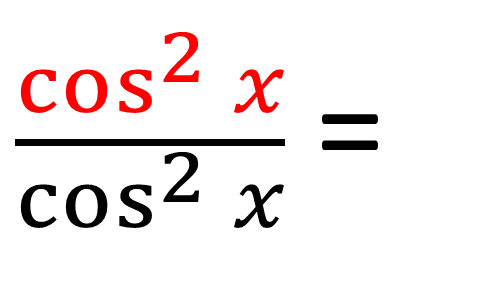 cos² x
cos² x =